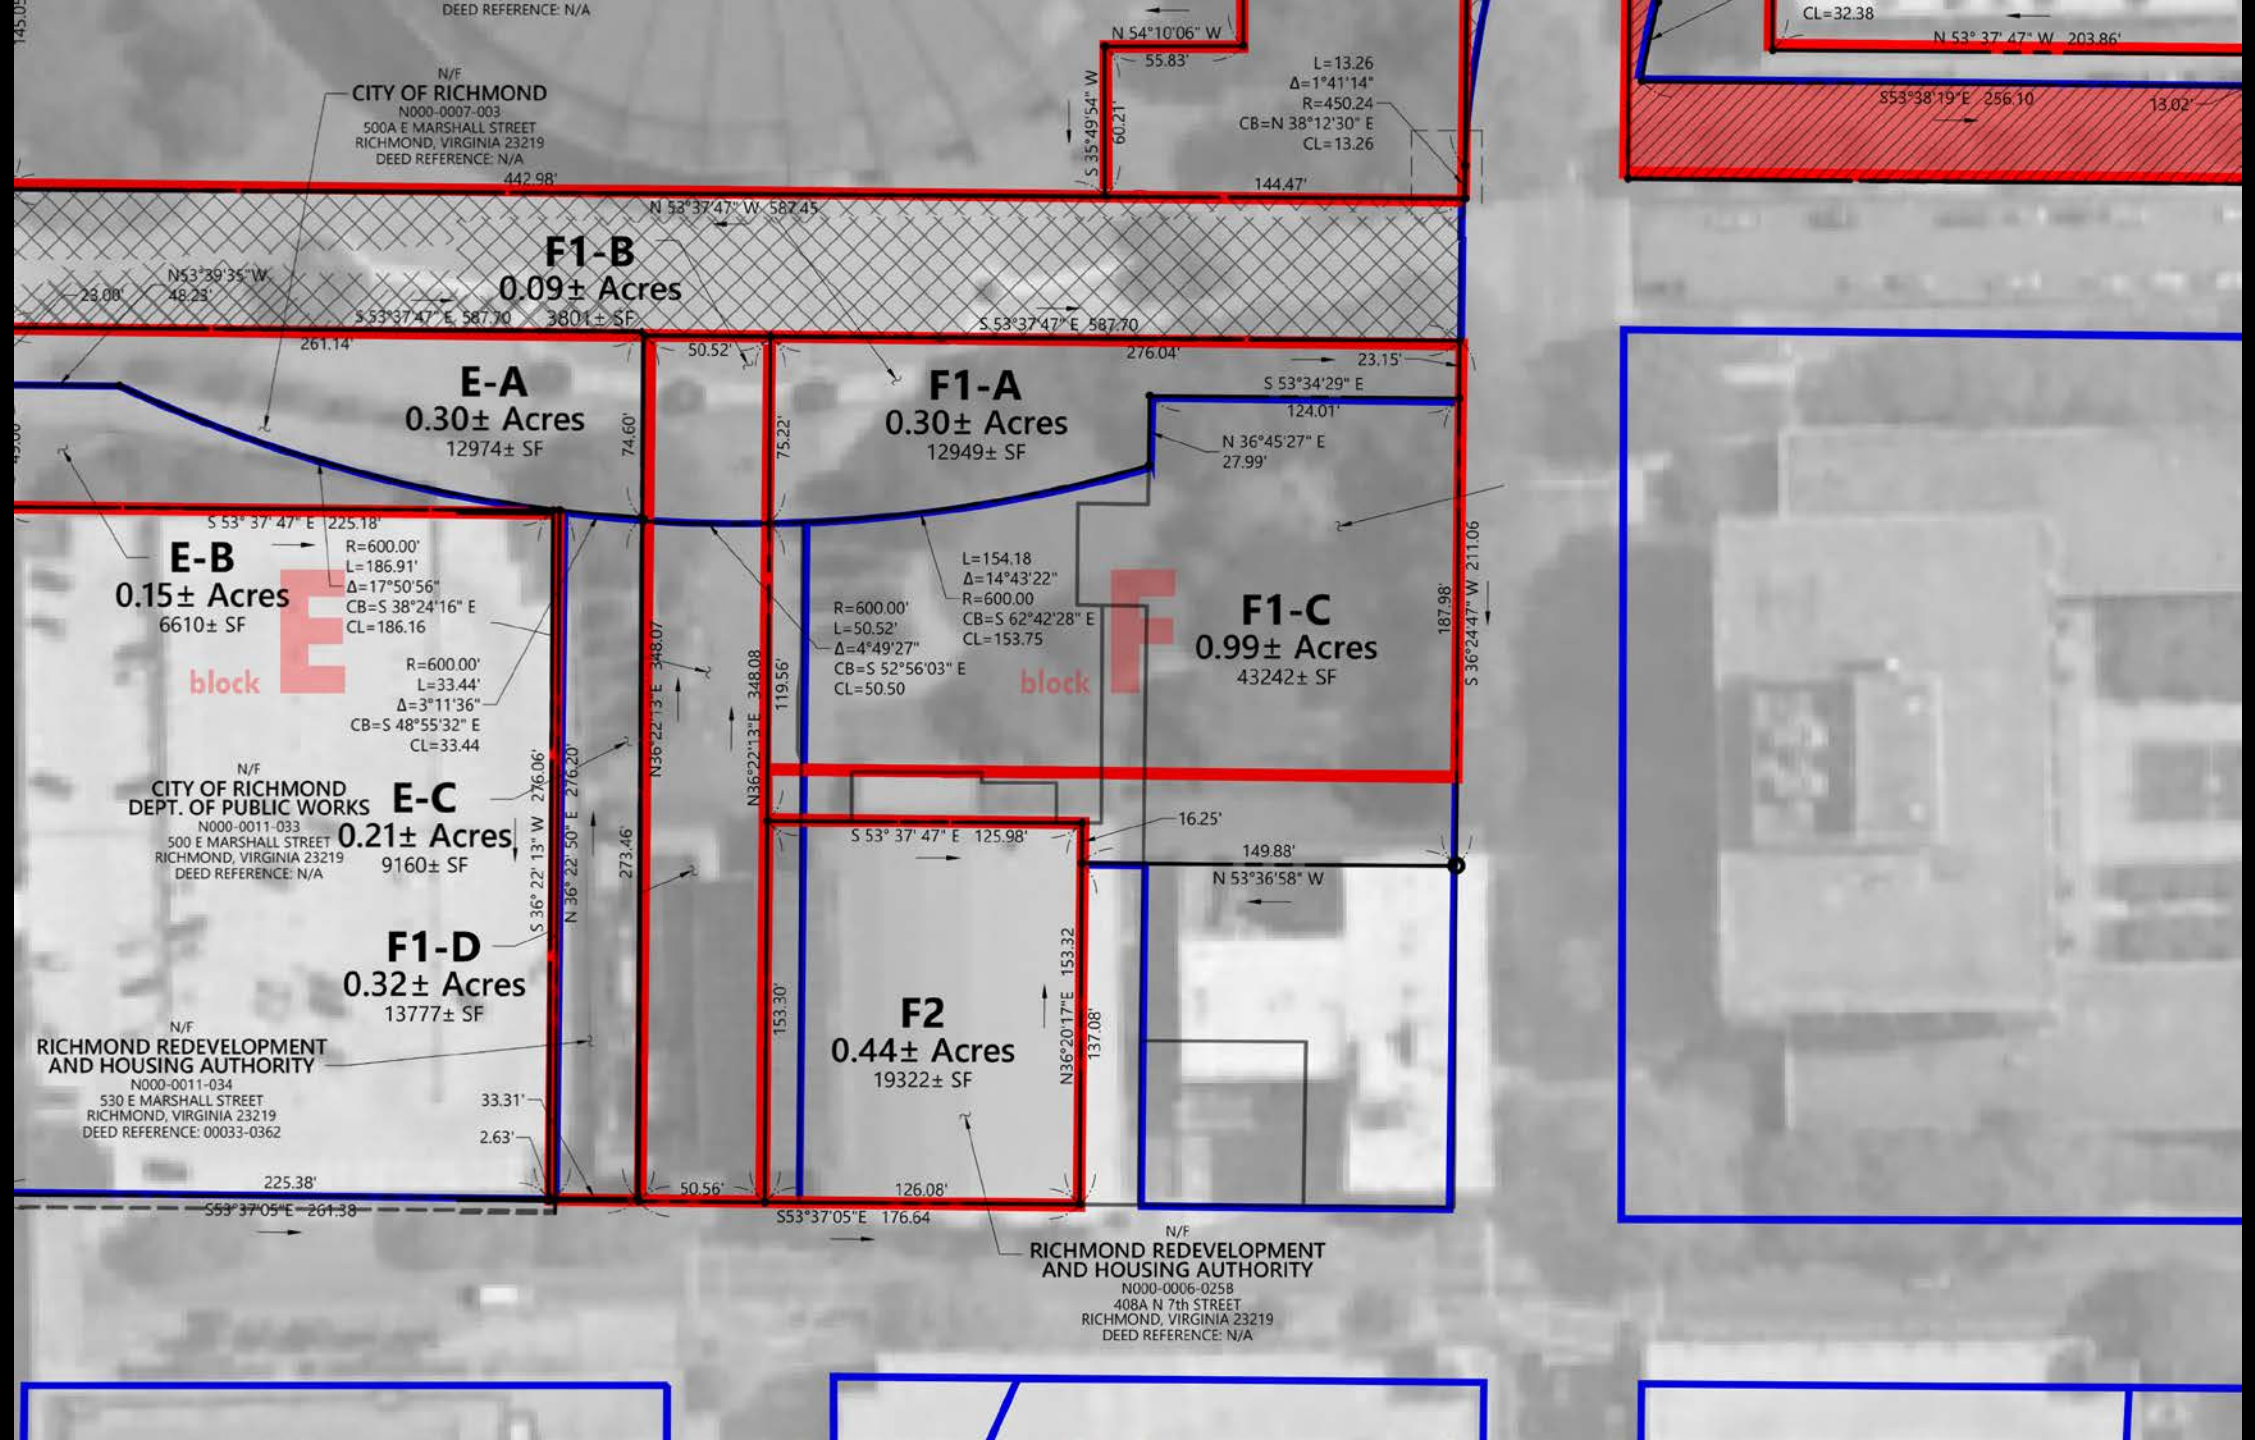 145.05
DEED REFERENCE: N/A
N/F
CITY OF RICHMOND
N000-0007-003
500A E MARSHALL STREET
RICHMOND, VIRGINIA 23219
DEED REFERENCE: N/A
442.98'
N 54°10'06" W
55.83'
S 35°49'54" W
60.21'
L=13.26
Δ=1°41'14"
R=450.24
CB=N 38°12'30" E
CL=13.26
144.47'
CL=32.38
N 53° 37' 47" W 203.86'
S53°38'19"E 256.10
13.02'
N 53°37'47" W 587.45
F1-B
0.09± Acres
3801± SF
N53°39'35"W
48.23'
23.00'
S 53°37'47" E 587.70
S 53°37'47" E 587.70
261.14'
50.52'
276.04'
23.15'
E-A
0.30± Acres
12974± SF
74.60'
75.22'
F1-A
0.30± Acres
12949± SF
S 53°34'29" E
124.01'
N 36°45'27" E
27.99'
S 53° 37' 47" E 225.18'
E-B
0.15± Acres
6610± SF
R=600.00'
L=186.91'
Δ=17°50'56"
CB=S 38°24'16" E
CL=186.16
block E
R=600.00'
L=33.44'
Δ=3°11'36"
CB=S 48°55'32" E
CL=33.44
R=600.00'
L=50.52'
Δ=4°49'27"
CB=S 52°56'03" E
CL=50.50
L=154.18
Δ=14°43'22"
R=600.00
CB=S 62°42'28" E
CL=153.75
block F
F1-C
0.99± Acres
43242± SF
187.98'
S 36°24'47" W 211.06
N36°22'13"E 348.07
N36°22'13"E 348.08
119.56'
N/F
CITY OF RICHMOND
DEPT. OF PUBLIC WORKS
N000-0011-033
500 E MARSHALL STREET
RICHMOND, VIRGINIA 23219
DEED REFERENCE: N/A
E-C
0.21± Acres
9160± SF
S 36° 22' 13" W 276.06'
N 36° 22' 50" E 276.20'
273.46'
S 53° 37' 47" E 125.98'
16.25'
149.88'
N 53°36'58" W
F1-D
0.32± Acres
13777± SF
153.30'
F2
0.44± Acres
19322± SF
N36°20'17"E 153.32
137.08'
N/F
RICHMOND REDEVELOPMENT
AND HOUSING AUTHORITY
N000-0011-034
530 E MARSHALL STREET
RICHMOND, VIRGINIA 23219
DEED REFERENCE: 00033-0362
33.31'
2.63'
225.38'
50.56'
126.08'
S53°37'05"E 261.38
S53°37'05"E 176.64
N/F
RICHMOND REDEVELOPMENT
AND HOUSING AUTHORITY
N000-0006-025B
408A N 7th STREET
RICHMOND, VIRGINIA 23219
DEED REFERENCE: N/A